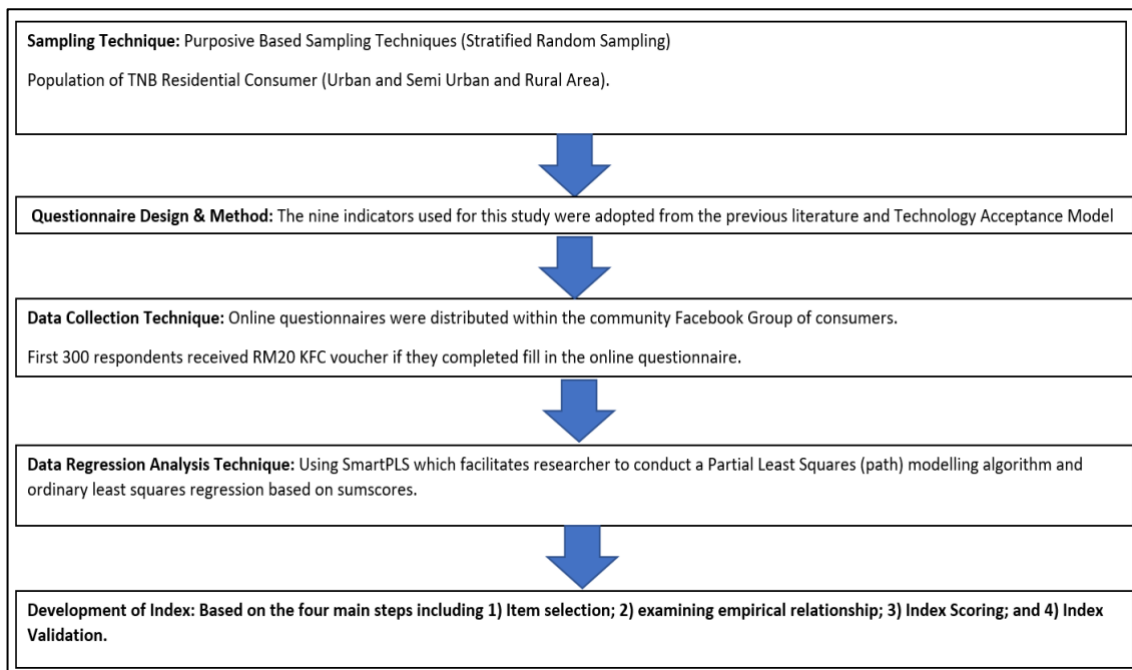 Sampling Technique: Purposive Based Sampling Techniques (Stratified Random Sampling)
Population of TNB Residential Consumer (Urban and Semi Urban and Rural Area).
Questionnaire Design & Method: The nine indicators used for this study were adopted from the previous literature and Technology Acceptance Model
Data Collection Technique: Online questionnaires were distributed within the community Facebook Group of consumers.
First 300 respondents received RM20 KFC voucher if they completed fill in the online questionnaire.
Data Regression Analysis Technique: Using SmartPLS which facilitates researcher to conduct a Partial Least Squares (path) modelling algorithm and
ordinary least squares regression based on sumscores.
Development of Index: Based on the four main steps including 1) Item selection; 2) examining empirical relationship; 3) Index Scoring; and 4) Index
Validation.